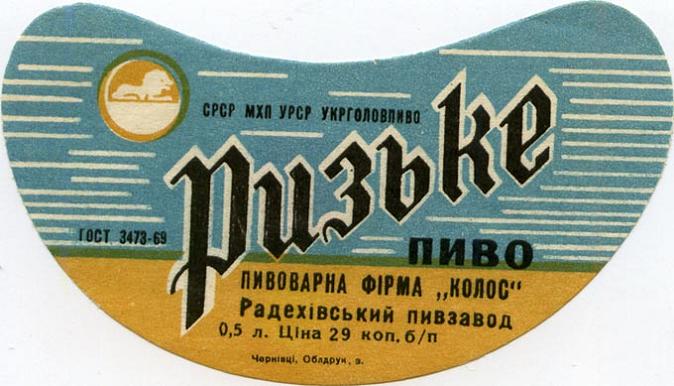 СРСР МХП УРСР УКРГОЛОВПИВО
Ризьке
ГОСТ 3473-69
ПИВО
ПИВОВАРНА ФІРМА „КОЛОС“
Радехівський пивзавод
0,5 л. Ціна 29 коп. б/п
Чернівці, Облдрук, з.